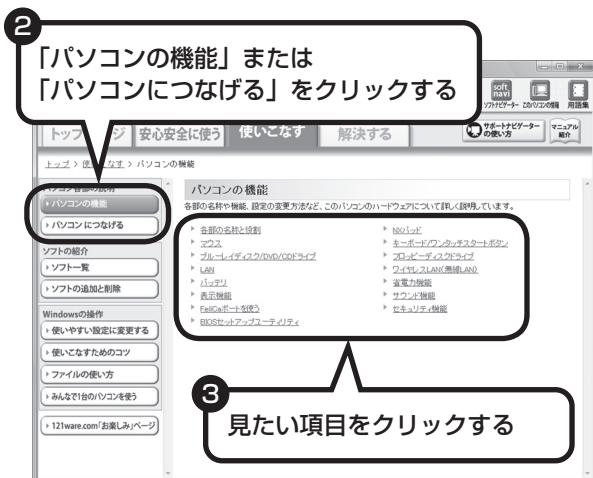 2
「パソコンの機能」または
「パソコンにつなげる」をクリックする
soft navi
ソフトナビゲーター このパソコンの情報 用語集
トップページ 安心安全に使う 使いこなす 解決する
サポートナビゲーターの使い方
マニュアル紹介
トップ > 使いこなす > パソコンの機能
パソコン各部の説明
パソコンの機能
パソコンにつなげる
ソフトの紹介
ソフト一覧
ソフトの追加と削除
Windowsの操作
使いやすい設定に変更する
使いこなすためのコツ
ファイルの使い方
みんなで1台のパソコンを使う
121ware.com「お楽しみ」ページ
パソコンの機能
各部の名称や機能、設定の変更方法など、このパソコンのハードウェアについて詳しく説明しています。
各部の名称と役割
マウス
ブルーレイディスク/DVD/CDドライブ
LAN
バッテリ
表示機能
FeliCaポートを使う
BIOSセットアップユーティリティ
NXパッド
キーボード/ワンタッチスタートボタン
フロッピーディスクドライブ
ワイヤレスLAN(無線LAN)
省電力機能
サウンド機能
セキュリティ機能
3
見たい項目をクリックする